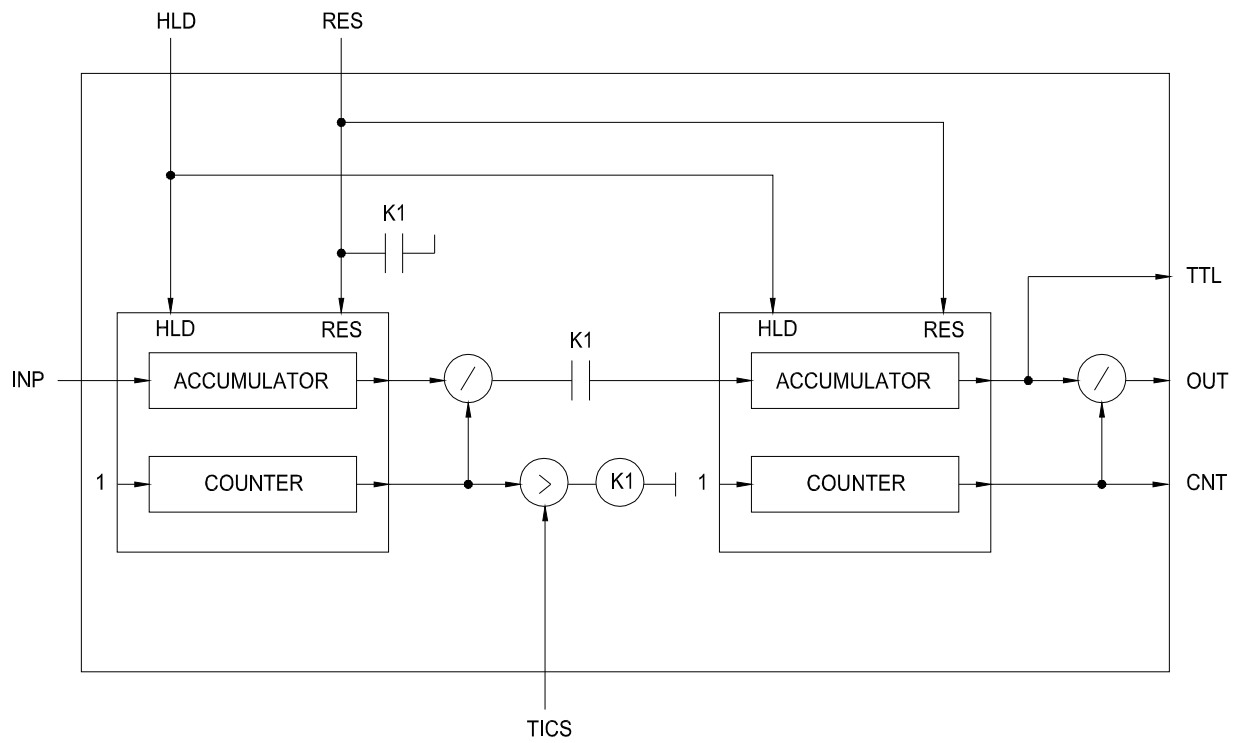 HLD RES
K1
TTL
HLD RES HLD RES
K1
INP ACCUMULATOR / ACCUMULATOR / OUT
1 COUNTER > K1 1 COUNTER CNT
TICS